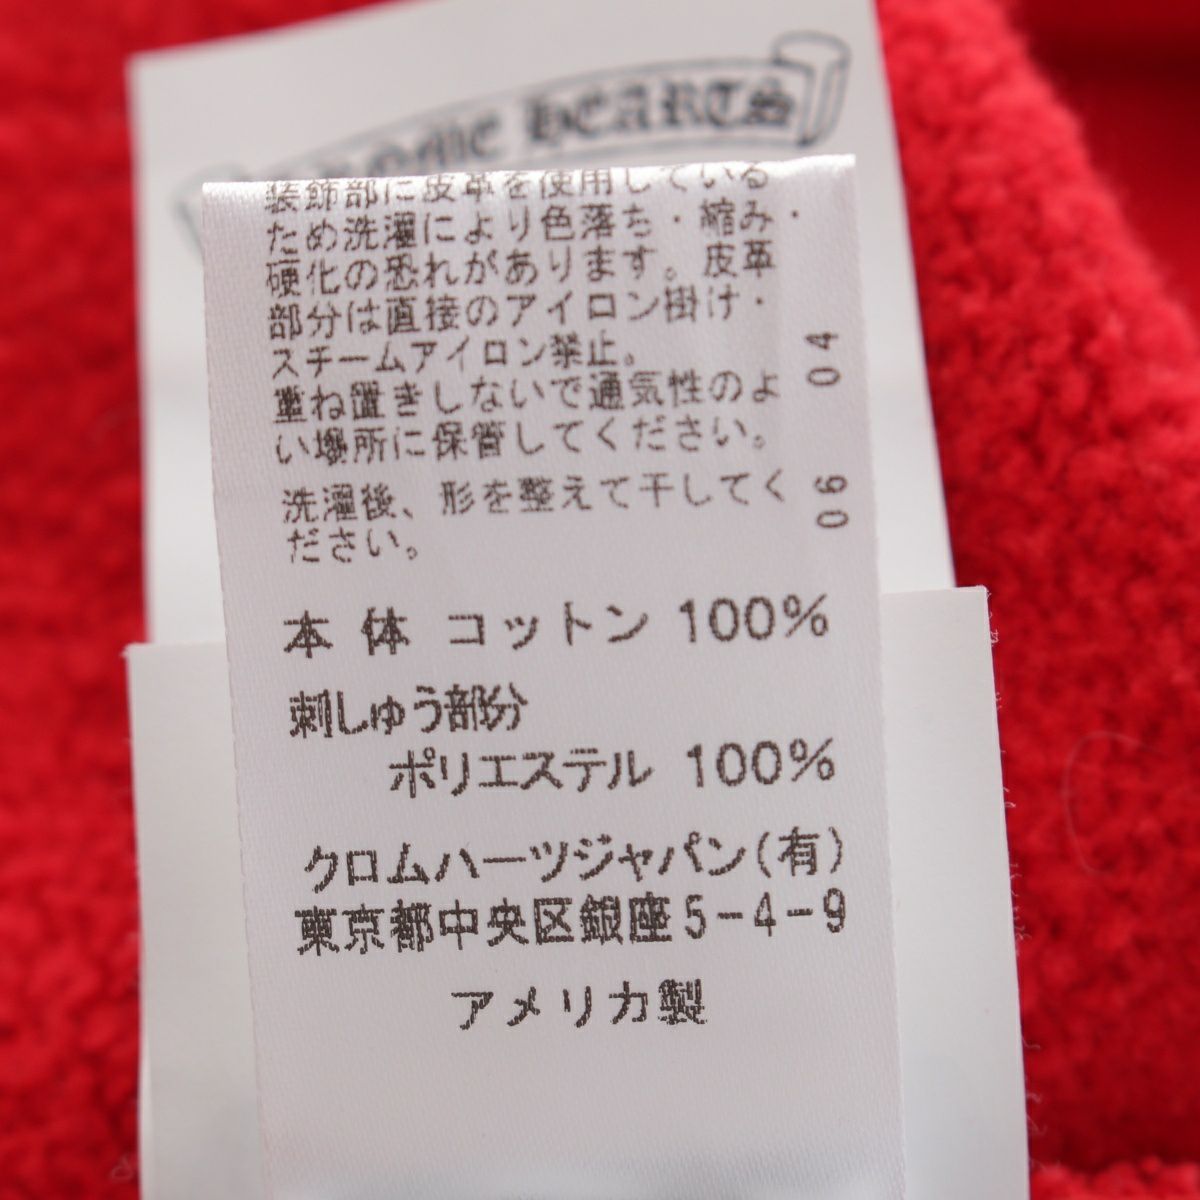 HEARTS
装飾部に皮革を使用している
ため洗濯により色落ち・縮み・
硬化の恐れがあります。皮革
部分は直接のアイロン掛け・
スチームアイロン禁止。
重ね置きしないで通気性のよ
い場所に保管してください。
洗濯後、形を整えて干してく
ださい。
04
06
本 体 コットン 100%
刺しゅう部分
ポリエステル 100%
クロムハーツジャパン(有)
東京都中央区銀座5-4-9
アメリカ製